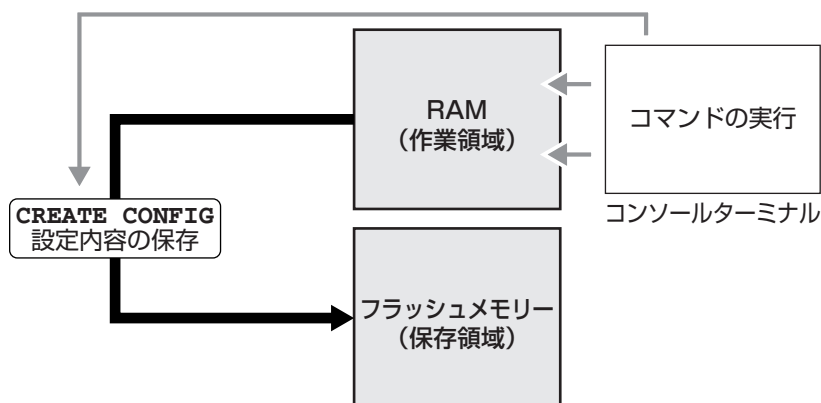 RAM
（作業領域）
コマンドの実行
コンソールターミナル
CREATE CONFIG
設定内容の保存
フラッシュメモリー
（保存領域）